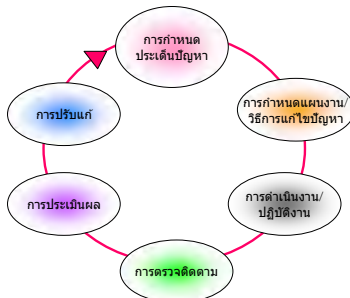 การกำหนด
ประเด็นปัญหา
การกำหนดแผนงาน/
วิธีการแก้ไขปัญหา
การดำเนินงาน/
ปฏิบัติงาน
การตรวจติดตาม
การประเมินผล
การปรับแก้